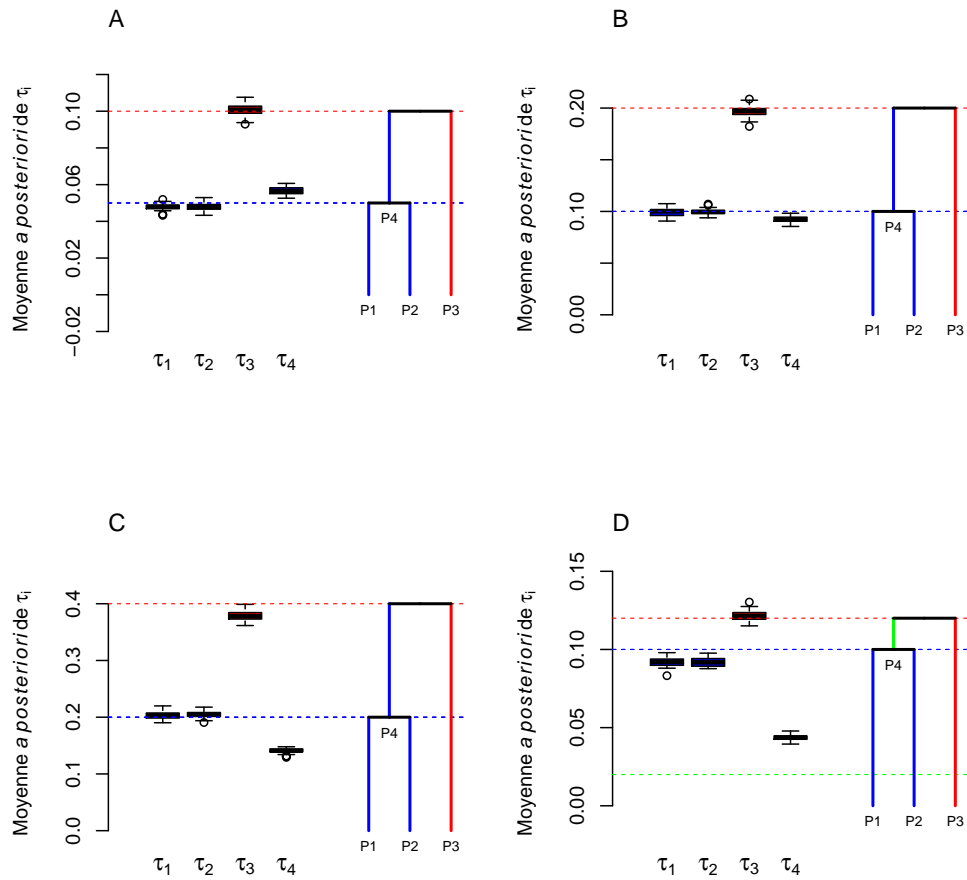 A
Moyenne a posteriori de τi
−0.02
0.02
0.06
0.10
P4
P1 P2 P3
τ1 τ2 τ3 τ4
B
Moyenne a posteriori de τi
0.00
0.10
0.20
P4
P1 P2 P3
τ1 τ2 τ3 τ4
C
Moyenne a posteriori de τi
0.0
0.1
0.2
0.3
0.4
P4
P1 P2 P3
τ1 τ2 τ3 τ4
D
Moyenne a posteriori de τi
0.00
0.05
0.10
0.15
P4
P1 P2 P3
τ1 τ2 τ3 τ4